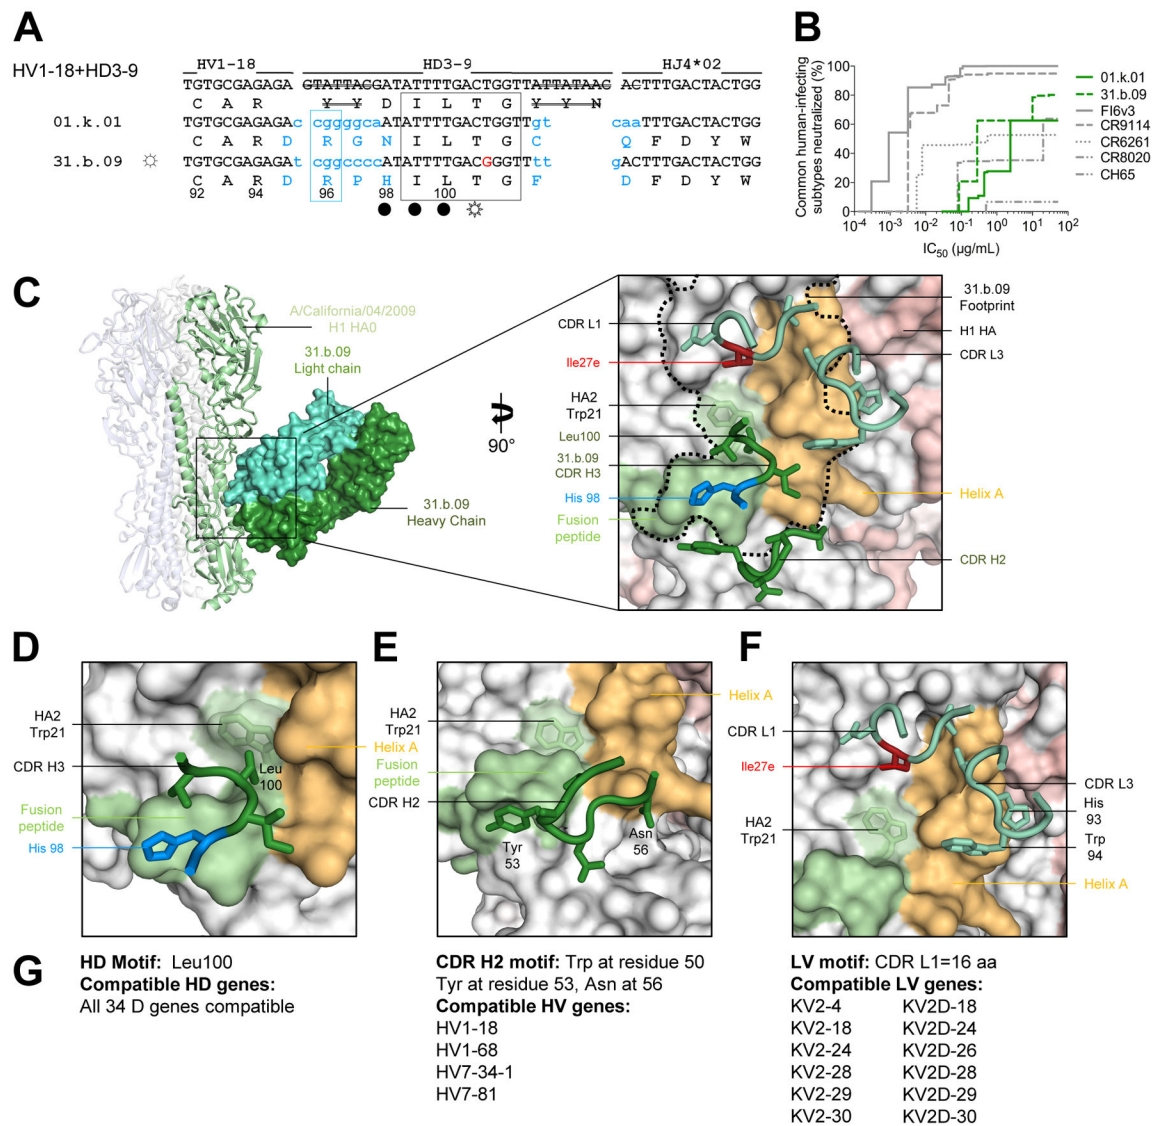 A
HV1-18 HD3-9 HJ4*02
HV1-18+HD3-9
TGTGCGAGAGA GTATTACGATATTTTGACTGGTTATTATAAC ACTTTGACTACTGG
C A R Y Y D I L T G Y Y N
01.k.01 TGTGCGAGAGAc cggggcaATATTTTGACTGGTTgt caaTTTGACTACTGG
C A R D R G N I L T G C Q F D Y W
31.b.09 TGTGCGAGAGAt cggccccATATTTTGACGGGTTtt gACTTTGACTACTGG
C A R D R P H I L T G F D F D Y W
92 94 96 98 100
B
Common human-infecting
subtypes neutralized (%)
100
80
60
40
20
0
10-4 10-3 10-2 10-1 100 101 102
IC50 (µg/mL)
01.k.01
31.b.09
FI6v3
CR9114
CR6261
CR8020
CH65
C
A/California/04/2009
H1 HA0
31.b.09
Light chain
31.b.09
Heavy Chain
90°
CDR L1
Ile27e
HA2
Trp21
Leu100
31.b.09
CDR H3
His 98
Fusion
peptide
31.b.09
Footprint
H1 HA
CDR L3
Helix A
CDR H2
D
HA2
Trp21
CDR H3
Fusion
peptide
His 98
Helix A
Leu
100
E
HA2
Trp21
Fusion
peptide
CDR H2
Helix A
Tyr
53
Asn
56
F
CDR L1
Ile27e
HA2
Trp21
CDR L3
His
93
Trp
94
Helix A
G
HD Motif: Leu100
Compatible HD genes:
All 34 D genes compatible
CDR H2 motif: Trp at residue 50
Tyr at residue 53, Asn at 56
Compatible HV genes:
HV1-18
HV1-68
HV7-34-1
HV7-81
LV motif: CDR L1=16 aa
Compatible LV genes:
KV2-4 KV2D-18
KV2-18 KV2D-24
KV2-24 KV2D-26
KV2-28 KV2D-28
KV2-29 KV2D-29
KV2-30 KV2D-30